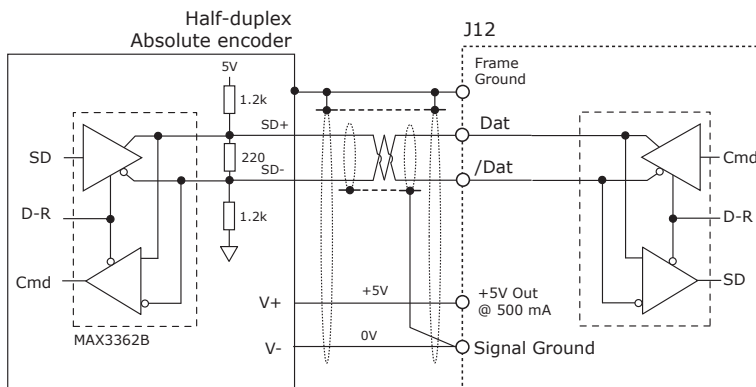 Half-duplex
Absolute encoder
J12
5V
Frame
Ground
1.2k
SD+
Dat
SD
220
Cmd
SD-
/Dat
D-R
1.2k
D-R
Cmd
SD
V+
+5V
+5V Out
@ 500 mA
MAX3362B
V-
0V
Signal Ground